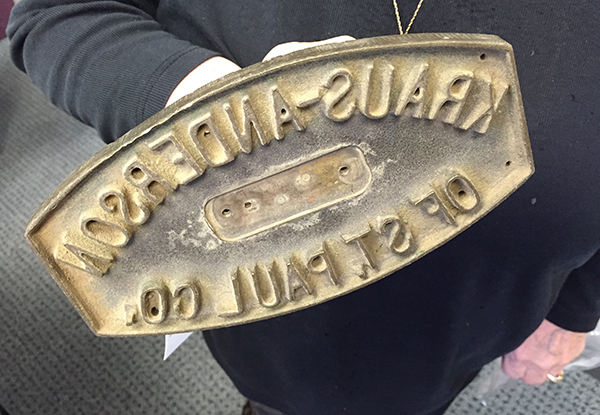 KRAUS-ANDERSON
OF ST. PAUL CO.